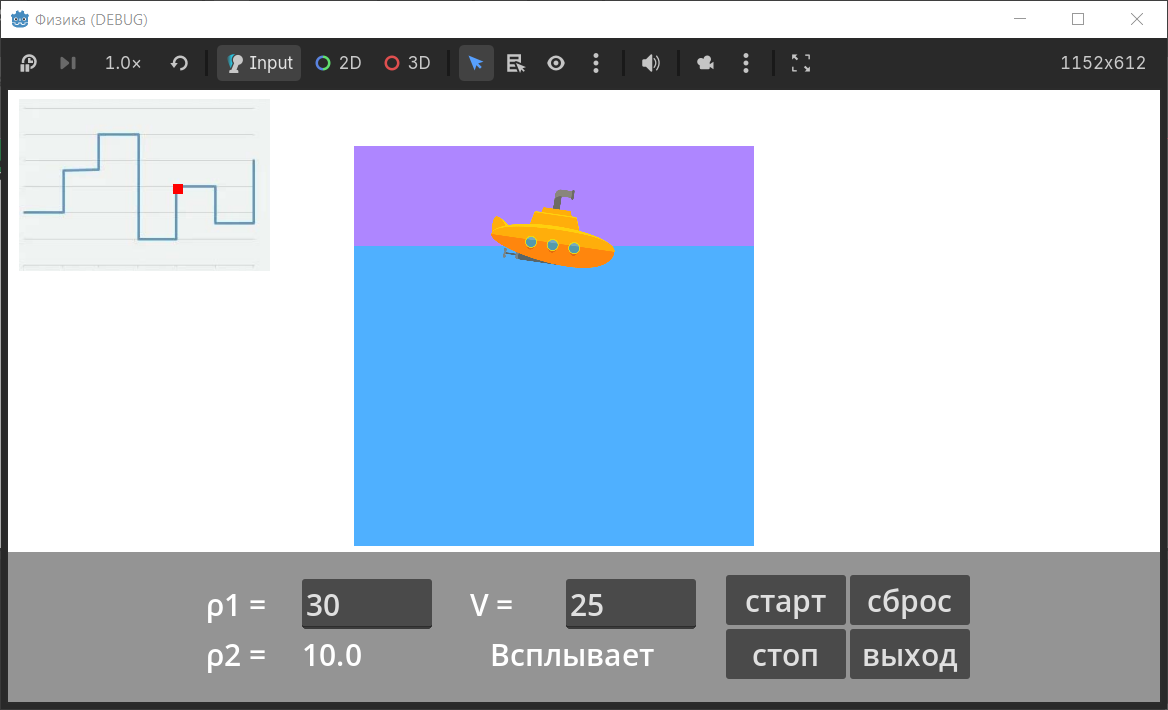 Физика (DEBUG)
1.0× Input 2D 3D 1152x612
ρ1 = 30 V = 25 старт сброс
ρ2 = 10.0 Всплывает стоп выход